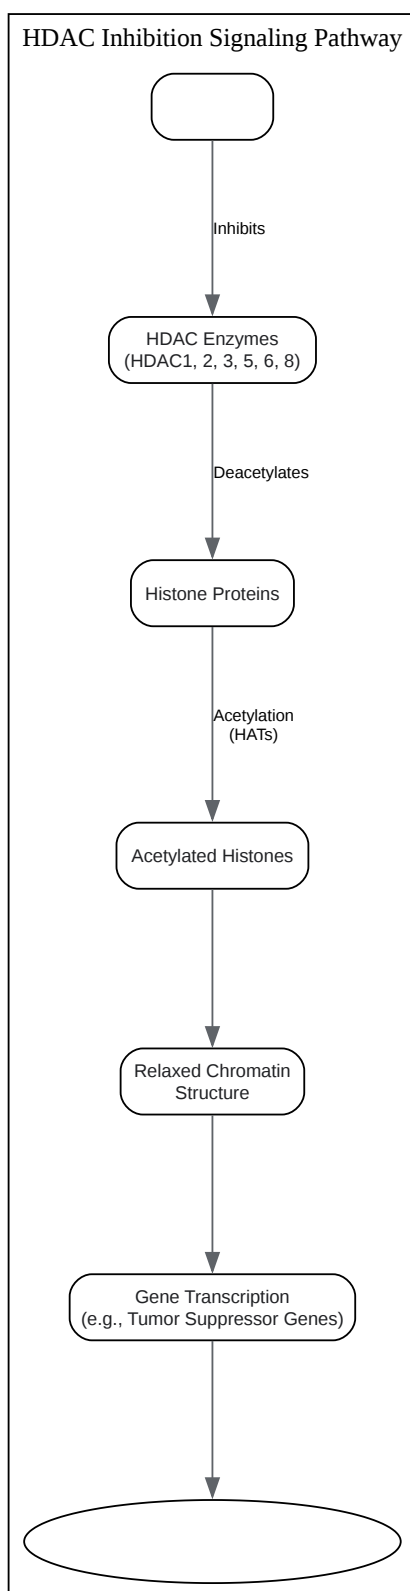 HDAC Inhibition Signaling Pathway
Inhibits
HDAC Enzymes
(HDAC1, 2, 3, 5, 6, 8)
Deacetylates
Histone Proteins
Acetylation
(HATs)
Acetylated Histones
Relaxed Chromatin
Structure
Gene Transcription
(e.g., Tumor Suppressor Genes)